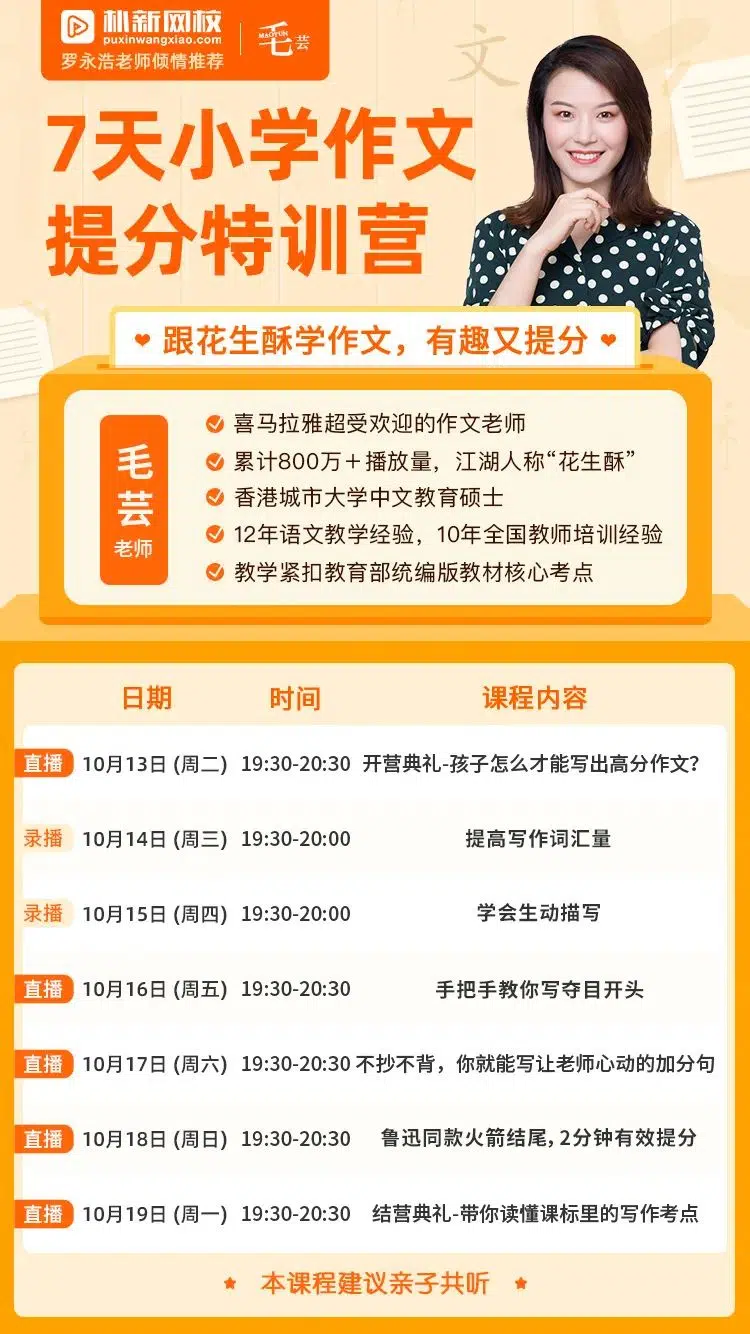 朴新网校
puxinwangxiao.com
毛芸
MAOYUN
罗永浩老师倾情推荐
文
7天小学作文
提分特训营
跟花生酥学作文，有趣又提分
毛芸
老师
喜马拉雅超受欢迎的作文老师
累计800万＋播放量，江湖人称“花生酥”
香港城市大学中文教育硕士
12年语文教学经验，10年全国教师培训经验
教学紧扣教育部统编版教材核心考点
日期 时间 课程内容
直播 10月13日 (周二) 19:30-20:30 开营典礼-孩子怎么才能写出高分作文?
录播 10月14日 (周三) 19:30-20:00 提高写作词汇量
录播 10月15日 (周四) 19:30-20:00 学会生动描写
直播 10月16日 (周五) 19:30-20:30 手把手教你写夺目开头
直播 10月17日 (周六) 19:30-20:30 不抄不背，你就能写让老师心动的加分句
直播 10月18日 (周日) 19:30-20:30 鲁迅同款火箭结尾，2分钟有效提分
直播 10月19日 (周一) 19:30-20:30 结营典礼-带你读懂课标里的写作考点
本课程建议亲子共听